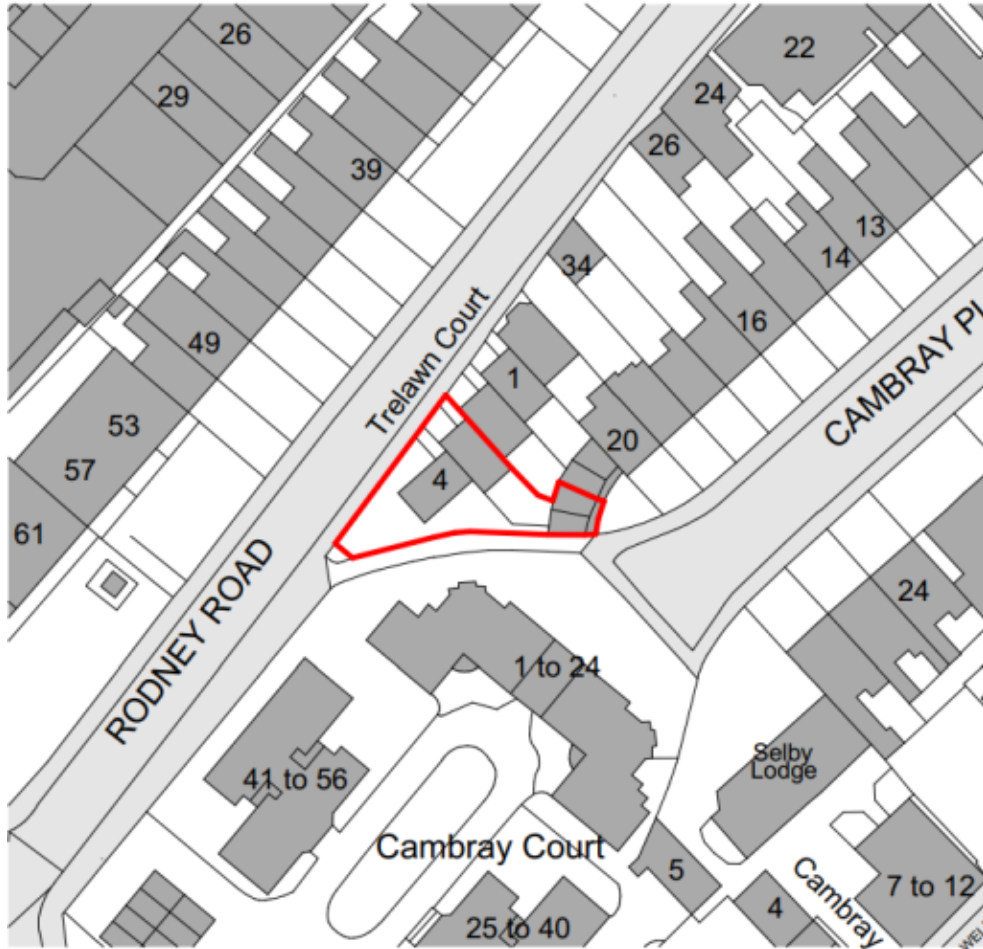 26
29
22
24
26
39
13
14
34
16
49
Trelawn Court
1
CAMBRAY PL
53
20
57
4
61
24
RODNEY ROAD
1 to 24
Selby
Lodge
41 to 56
Cambray Court
5
7 to 12
Cambray
4
25 to 40